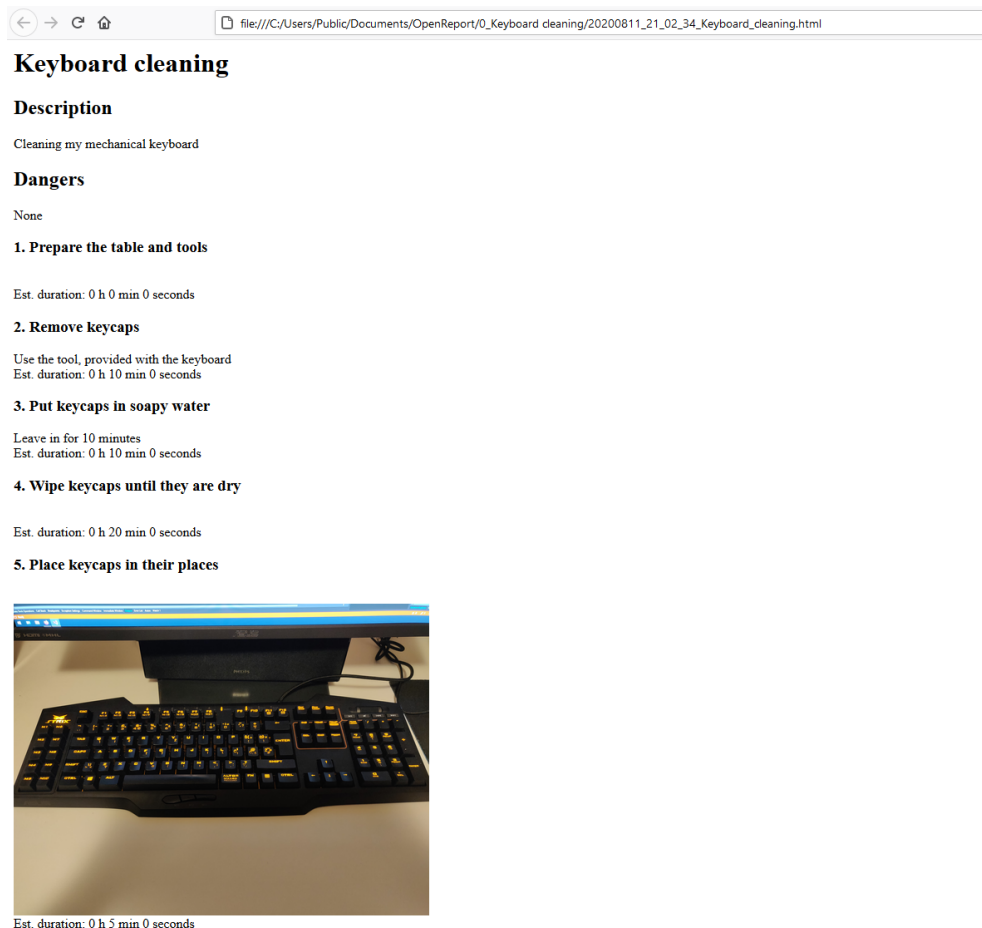 file:///C:/Users/Public/Documents/OpenReport/0_Keyboard cleaning/20200811_21_02_34_Keyboard_cleaning.html
Keyboard cleaning
Description
Cleaning my mechanical keyboard
Dangers
None
1. Prepare the table and tools
Est. duration: 0 h 0 min 0 seconds
2. Remove keycaps
Use the tool, provided with the keyboard
Est. duration: 0 h 10 min 0 seconds
3. Put keycaps in soapy water
Leave in for 10 minutes
Est. duration: 0 h 10 min 0 seconds
4. Wipe keycaps until they are dry
Est. duration: 0 h 20 min 0 seconds
5. Place keycaps in their places
STRIX
Est. duration: 0 h 5 min 0 seconds